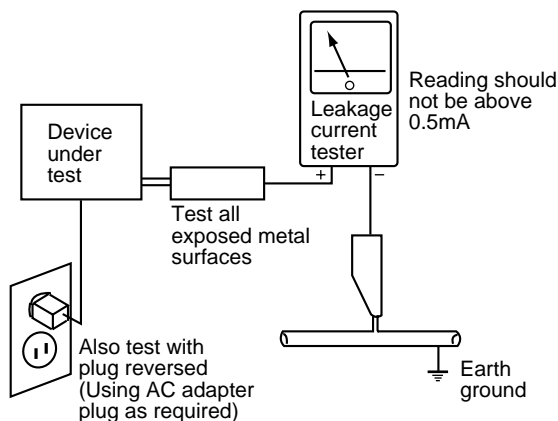 Leakage
current
tester
+
–
Reading should
not be above
0.5mA
Device
under
test
Test all
exposed metal
surfaces
Also test with
plug reversed
(Using AC adapter
plug as required)
Earth
ground